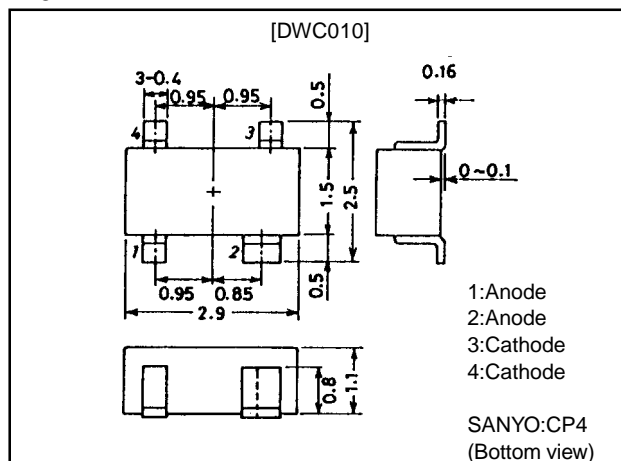 [DWC010]
3-0.4
0.95
0.95
0.5
0.16
4
3
1.5
2.5
0~0.1
1
2
0.95
0.85
0.5
2.9
1:Anode
2:Anode
3:Cathode
4:Cathode
0.8
1.1
SANYO:CP4
(Bottom view)